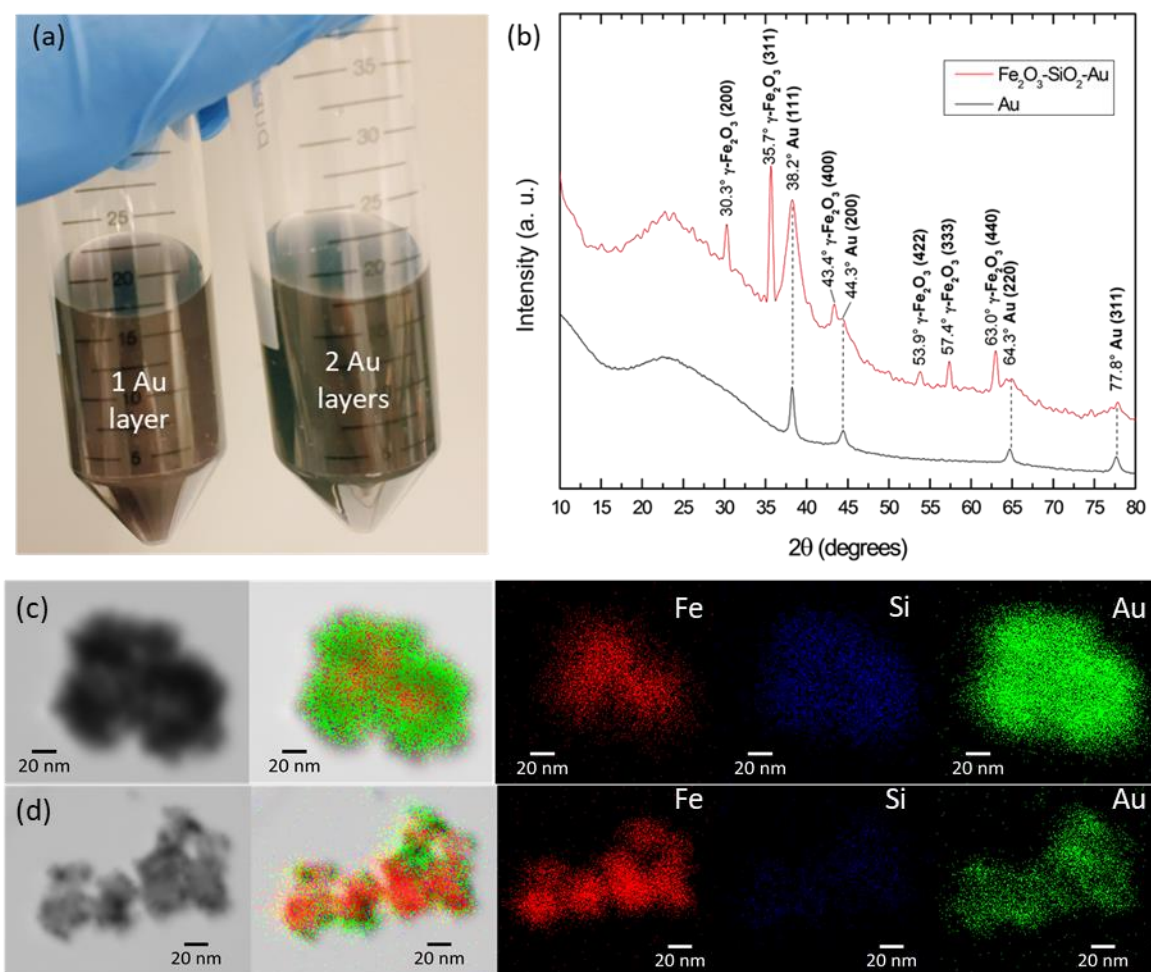 (a)
35
30
25
25
20
20
15
15
10
10
5
5
1 Au
layer
2 Au
layers
(b)
Fe₂O₃-SiO₂-Au
Au
30.3° γ-Fe₂O₃ (200)
35.7° γ-Fe₂O₃ (311)
38.2° Au (111)
43.4° γ-Fe₂O₃ (400)
44.3° Au (200)
53.9° γ-Fe₂O₃ (422)
57.4° γ-Fe₂O₃ (333)
63.0° γ-Fe₂O₃ (440)
64.3° Au (220)
77.8° Au (311)
Intensity (a. u.)
10 15 20 25 30 35 40 45 50 55 60 65 70 75 80
2θ (degrees)
(c)
Fe
Si
Au
20 nm
20 nm
20 nm
20 nm
20 nm
(d)
Fe
Si
Au
20 nm
20 nm
20 nm
20 nm
20 nm